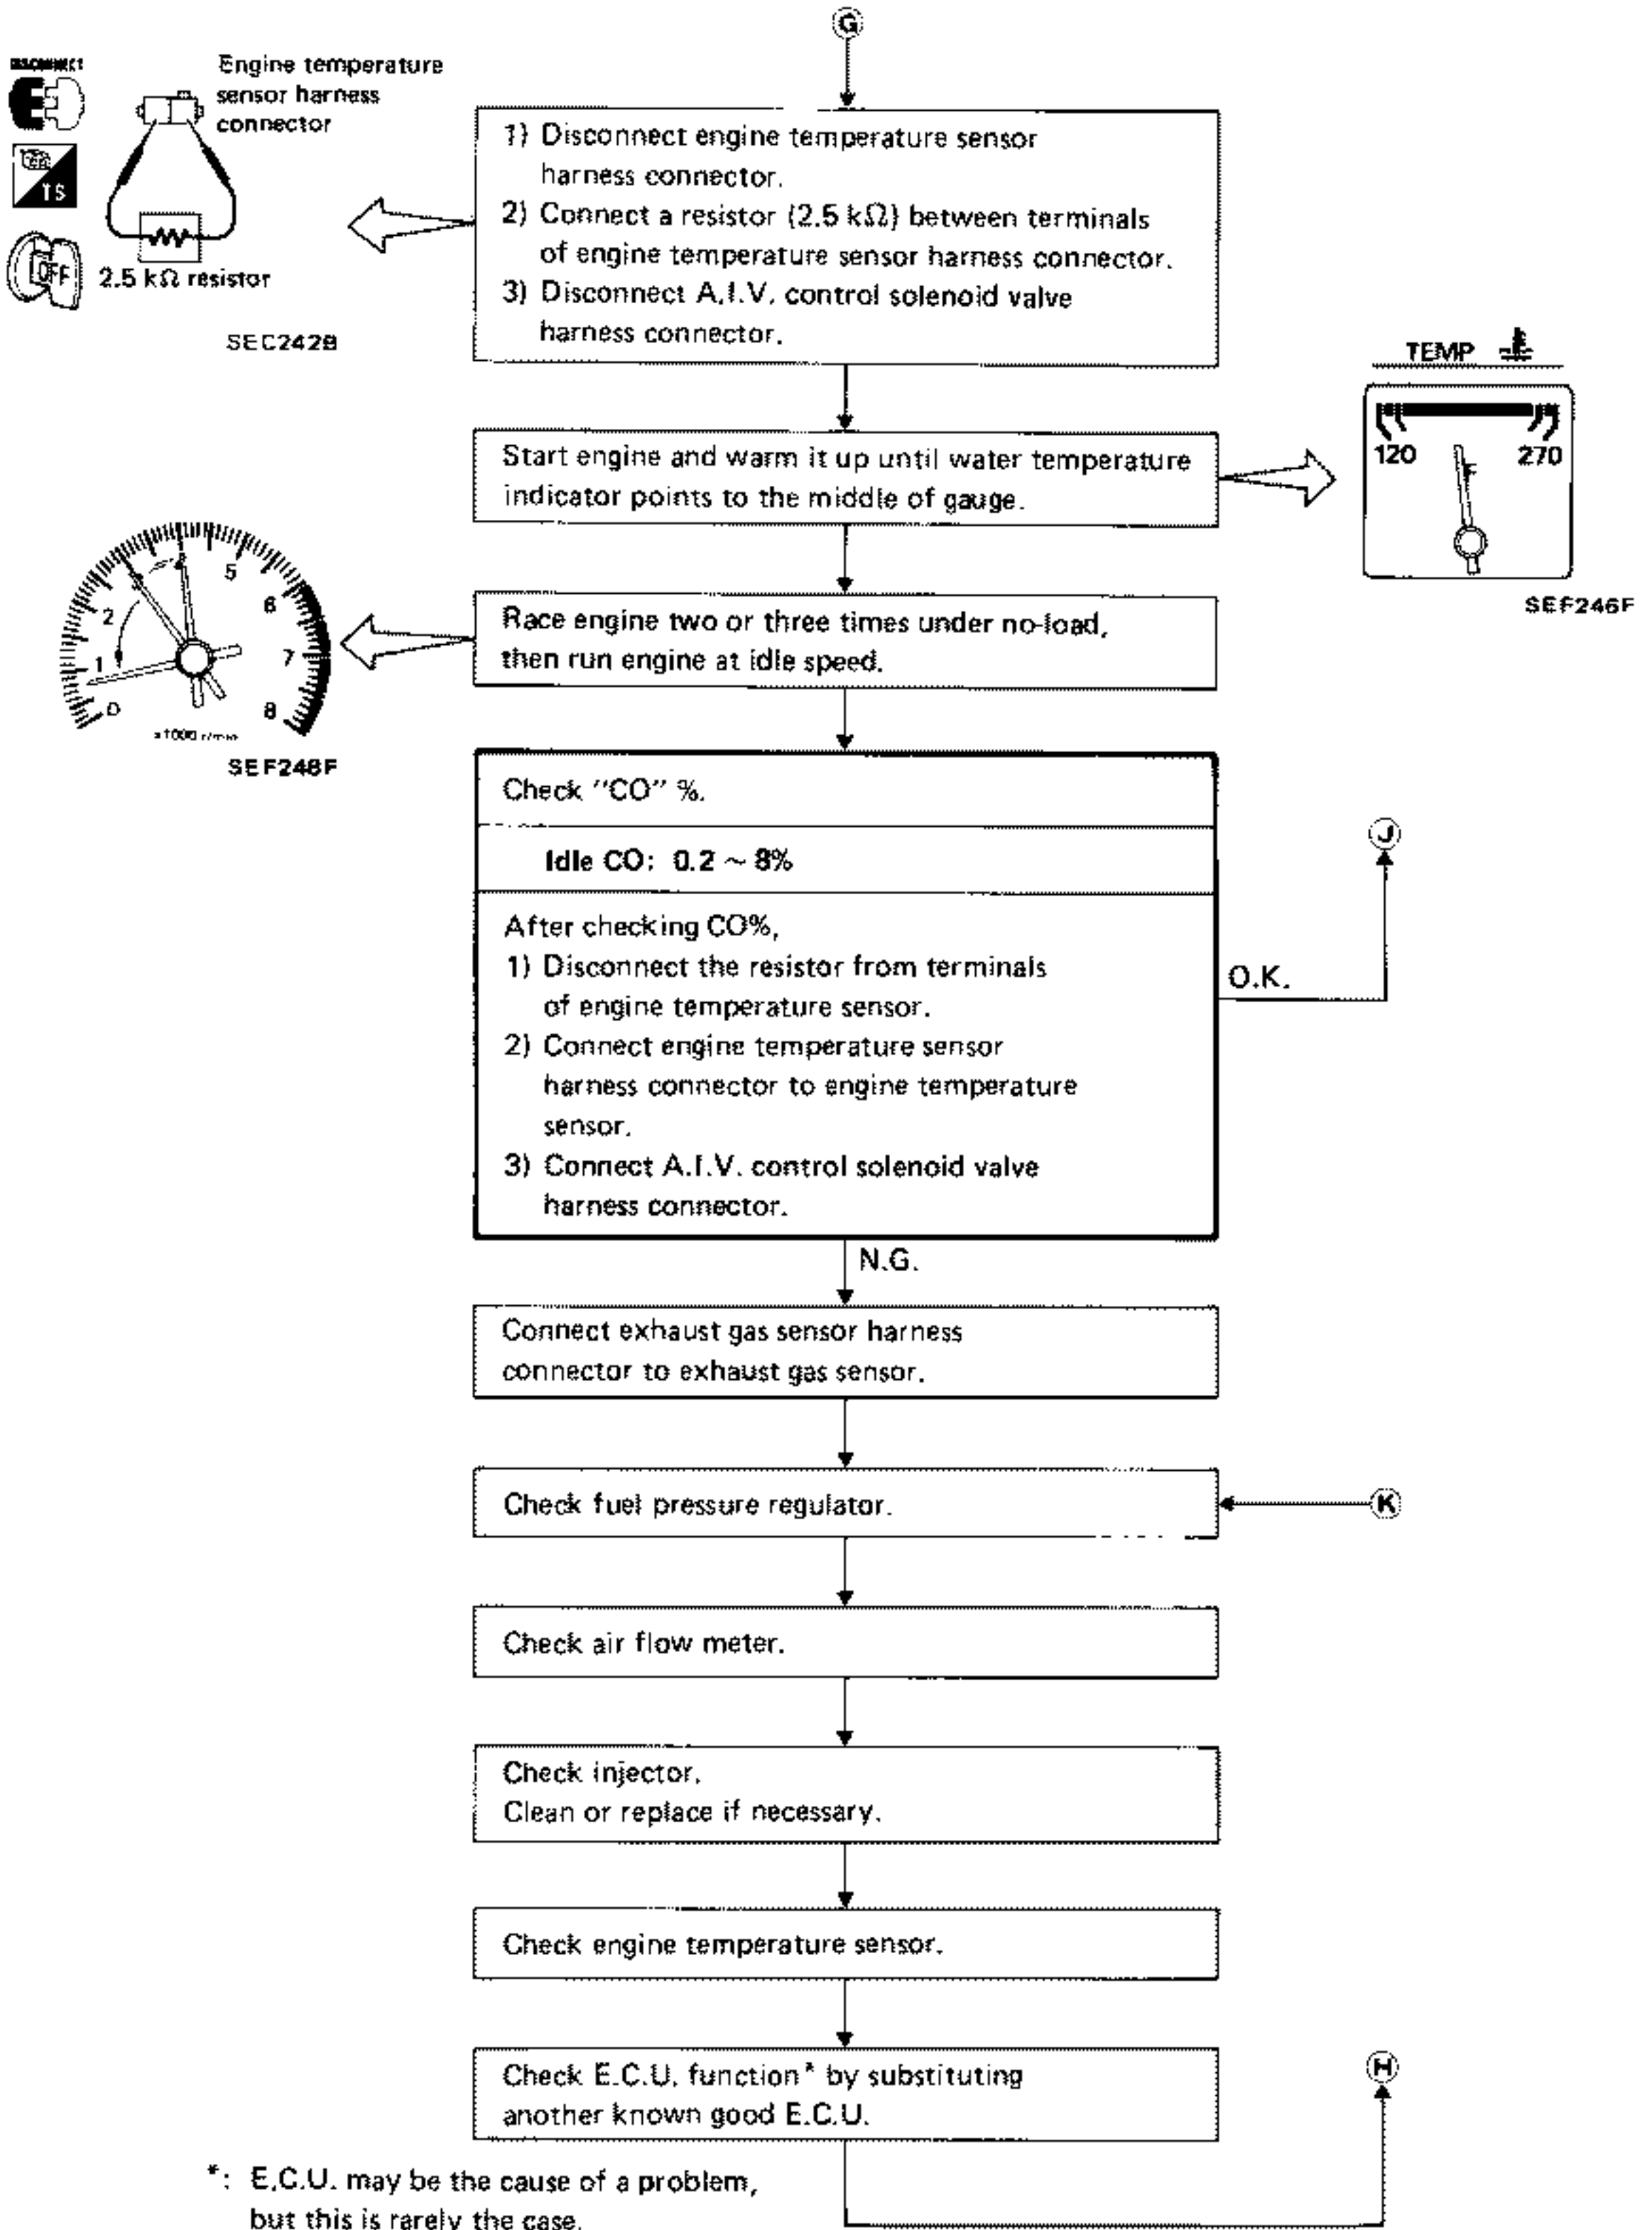 G
DISCONNECT
Engine temperature
sensor harness
connector
TS
OFF
2.5 kΩ resistor
SEC242B
1) Disconnect engine temperature sensor
harness connector.
2) Connect a resistor (2.5 kΩ) between terminals
of engine temperature sensor harness connector.
3) Disconnect A.I.V. control solenoid valve
harness connector.
TEMP
120
F
270
SEF246F
Start engine and warm it up until water temperature
indicator points to the middle of gauge.
0
1
2
5
6
7
8
x1000 r/min
SEF248F
Race engine two or three times under no-load,
then run engine at idle speed.
Check "CO" %.
Idle CO: 0.2 ~ 8%
After checking CO%,
1) Disconnect the resistor from terminals
of engine temperature sensor.
2) Connect engine temperature sensor
harness connector to engine temperature
sensor.
3) Connect A.I.V. control solenoid valve
harness connector.
O.K.
J
N.G.
Connect exhaust gas sensor harness
connector to exhaust gas sensor.
Check fuel pressure regulator.
K
Check air flow meter.
Check injector.
Clean or replace if necessary.
Check engine temperature sensor.
Check E.C.U. function* by substituting
another known good E.C.U.
H
*: E.C.U. may be the cause of a problem,
but this is rarely the case.